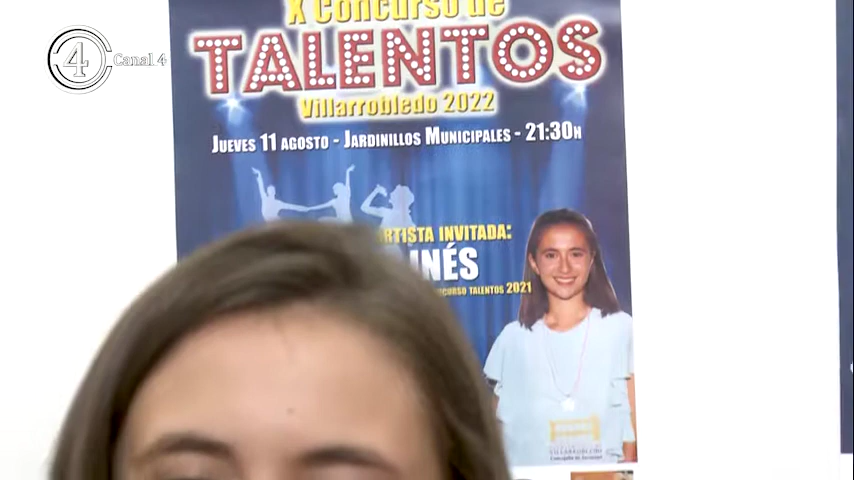 X Concurso de
TALENTOS
Villarrobledo 2022
JUEVES 11 AGOSTO - JARDINILLOS MUNICIPALES - 21:30H
ARTISTA INVITADA:
INÉS
CONCURSO TALENTOS 2021
4 Canal 4